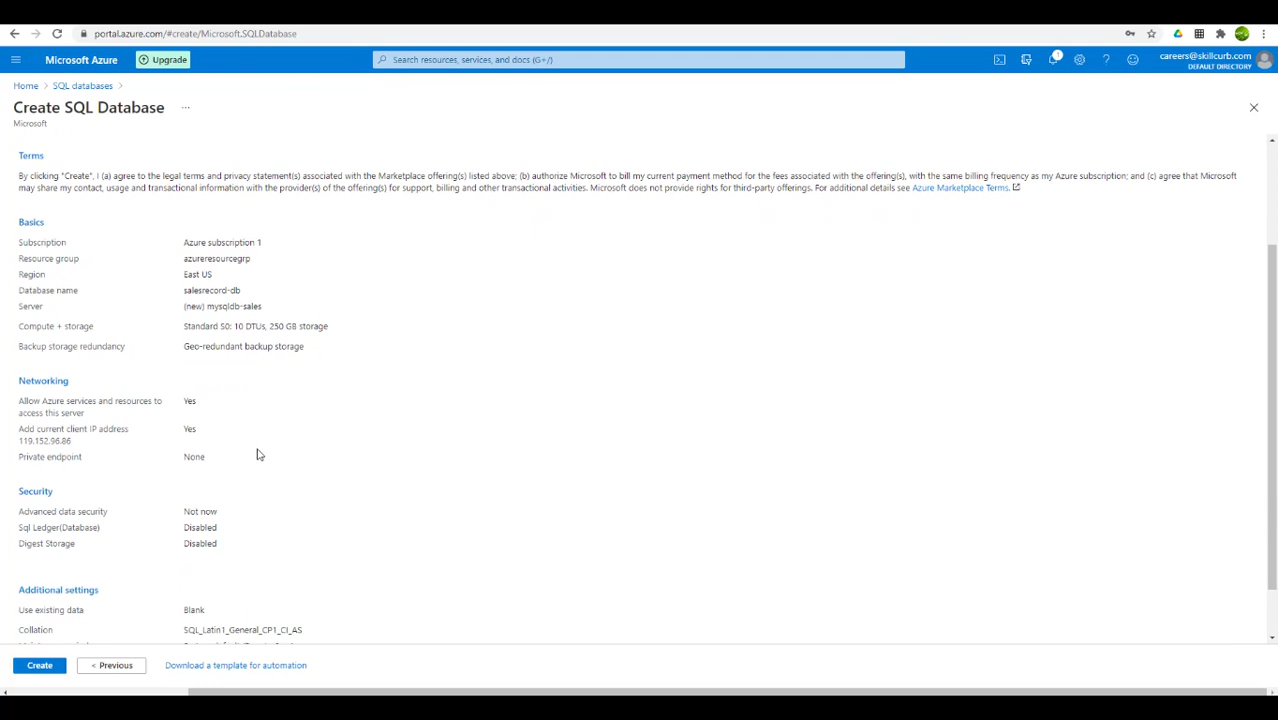 portal.azure.com/#create/Microsoft.SQLDatabase
Microsoft Azure
Upgrade
Search resources, services, and docs (G+/)
1
careers@skillcurb.com
DEFAULT DIRECTORY
Home > SQL databases >
Create SQL Database ...
Microsoft
Terms
By clicking "Create", I (a) agree to the legal terms and privacy statement(s) associated with the Marketplace offering(s) listed above; (b) authorize Microsoft to bill my current payment method for the fees associated with the offering(s), with the same billing frequency as my Azure subscription; and (c) agree that Microsoft
may share my contact, usage and transactional information with the provider(s) of the offering(s) for support, billing and other transactional activities. Microsoft does not provide rights for third-party offerings. For additional details see Azure Marketplace Terms.
Basics
Subscription Azure subscription 1
Resource group azureresourcegrp
Region East US
Database name salesrecord-db
Server (new) mysqldb-sales
Compute + storage Standard S0: 10 DTUs, 250 GB storage
Backup storage redundancy Geo-redundant backup storage
Networking
Allow Azure services and resources to Yes
access this server
Add current client IP address Yes
119.152.96.86
Private endpoint None
Security
Advanced data security Not now
Sql Ledger(Database) Disabled
Digest Storage Disabled
Additional settings
Use existing data Blank
Collation SQL_Latin1_General_CP1_CI_AS
Create
< Previous
Download a template for automation